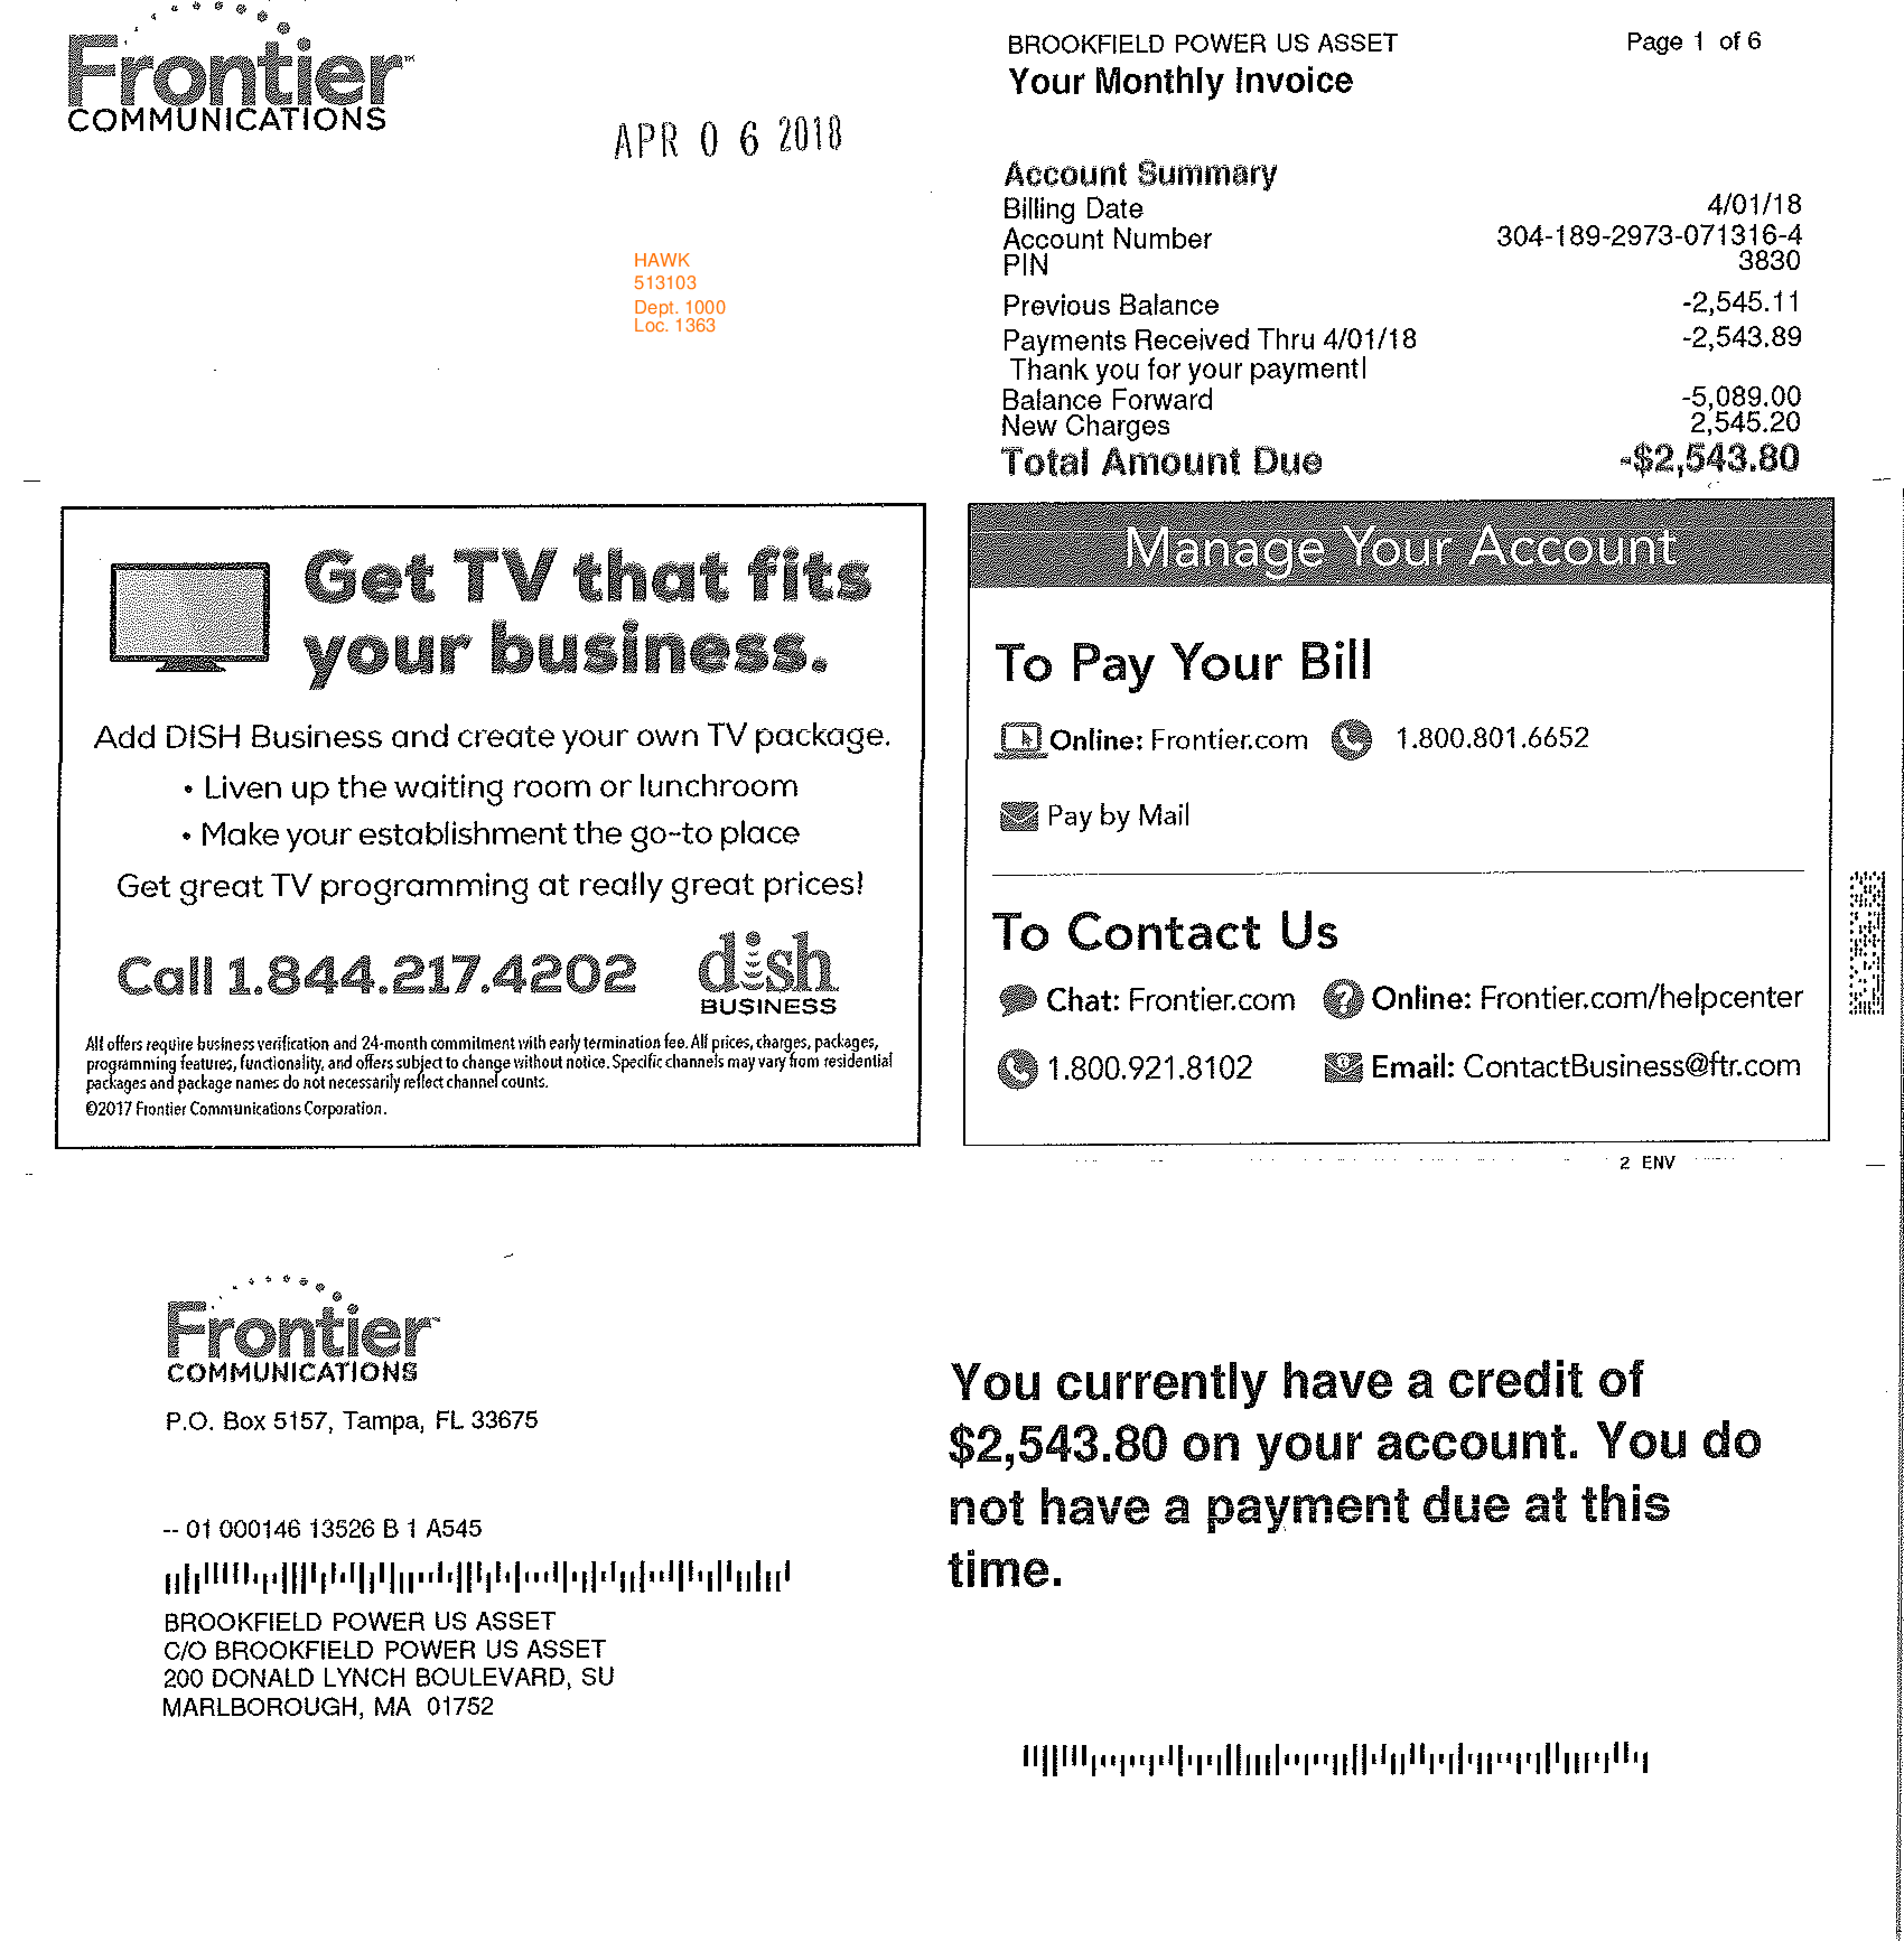 Frontier™
COMMUNICATIONS
APR 06 2018
HAWK
513103
Dept. 1000
Loc. 1363
BROOKFIELD POWER US ASSET
Page 1 of 6
Your Monthly Invoice
Account Summary
Billing Date 4/01/18
Account Number 304-189-2973-071316-4
PIN 3830
Previous Balance -2,545.11
Payments Received Thru 4/01/18 -2,543.89
Thank you for your payment!
Balance Forward -5,089.00
New Charges 2,545.20
Total Amount Due -$2,543.80
Get TV that fits
your business.
Add DISH Business and create your own TV package.
• Liven up the waiting room or lunchroom
• Make your establishment the go-to place
Get great TV programming at really great prices!
Call 1.844.217.4202
dish
BUSINESS
All offers require business verification and 24-month commitment with early termination fee. All prices, charges, packages,
programming features, functionality, and offers subject to change without notice. Specific channels may vary from residential
packages and package names do not necessarily reflect channel counts.
©2017 Frontier Communications Corporation.
Manage Your Account
To Pay Your Bill
Online: Frontier.com 1.800.801.6652
Pay by Mail
To Contact Us
Chat: Frontier.com Online: Frontier.com/helpcenter
1.800.921.8102 Email: ContactBusiness@ftr.com
2 ENV
Frontier™
COMMUNICATIONS
P.O. Box 5157, Tampa, FL 33675
-- 01 000146 13526 B 1 A545
BROOKFIELD POWER US ASSET
C/O BROOKFIELD POWER US ASSET
200 DONALD LYNCH BOULEVARD, SU
MARLBOROUGH, MA 01752
You currently have a credit of
$2,543.80 on your account. You do
not have a payment due at this
time.